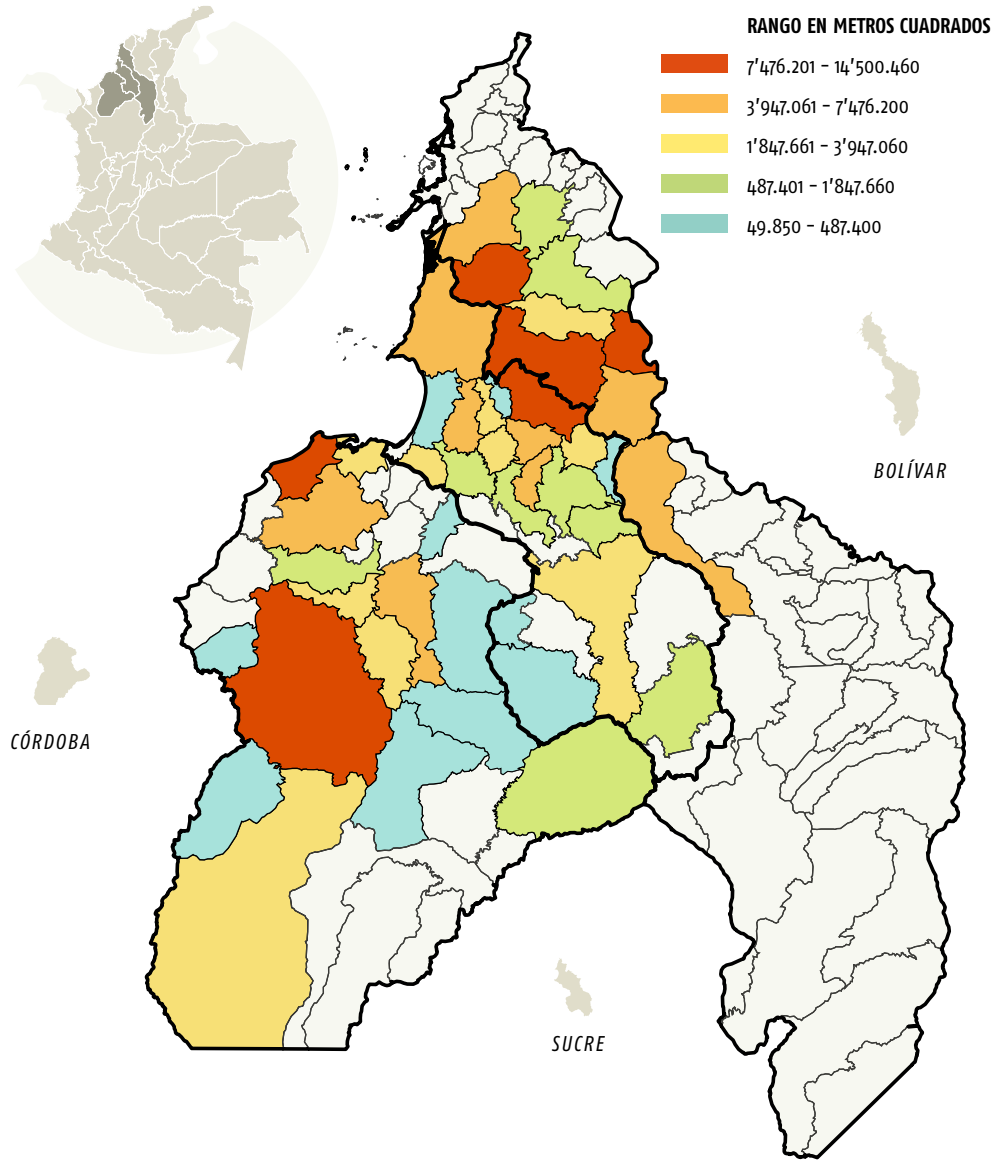 RANGO EN METROS CUADRADOS
7'476.201 - 14'500.460
3'947.061 - 7'476.200
1'847.661 - 3'947.060
487.401 - 1'847.660
49.850 - 487.400
BOLÍVAR
CÓRDOBA
SUCRE